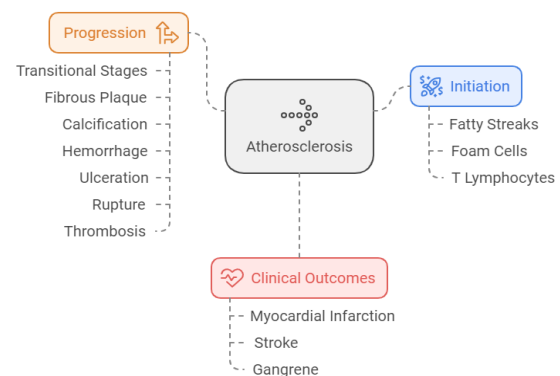 Progression
Transitional Stages
Fibrous Plaque
Calcification
Hemorrhage
Ulceration
Rupture
Thrombosis
Atherosclerosis
Initiation
Fatty Streaks
Foam Cells
T Lymphocytes
Clinical Outcomes
Myocardial Infarction
Stroke
Gangrene